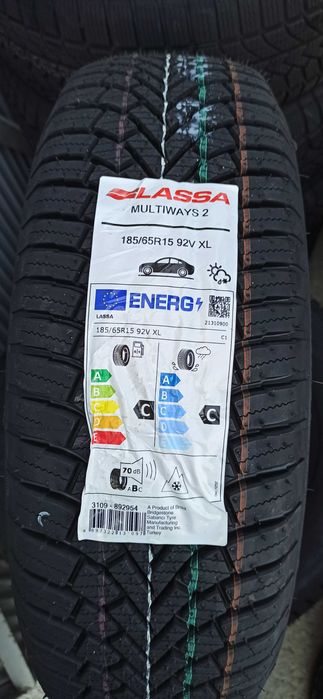 LASSA
MULTIWAYS 2
185/65R15 92V XL
ENERG
LASSA
21310900
185/65R15 92V XL
C1
A
B
C
D
E
C
A
B
C
D
E
C
70 dB
ABC
3109 - 892954
A Product of Brisa
Bridgestone
Sabancı Tyre
Manufacturing
and Trading Inc.
Turkey